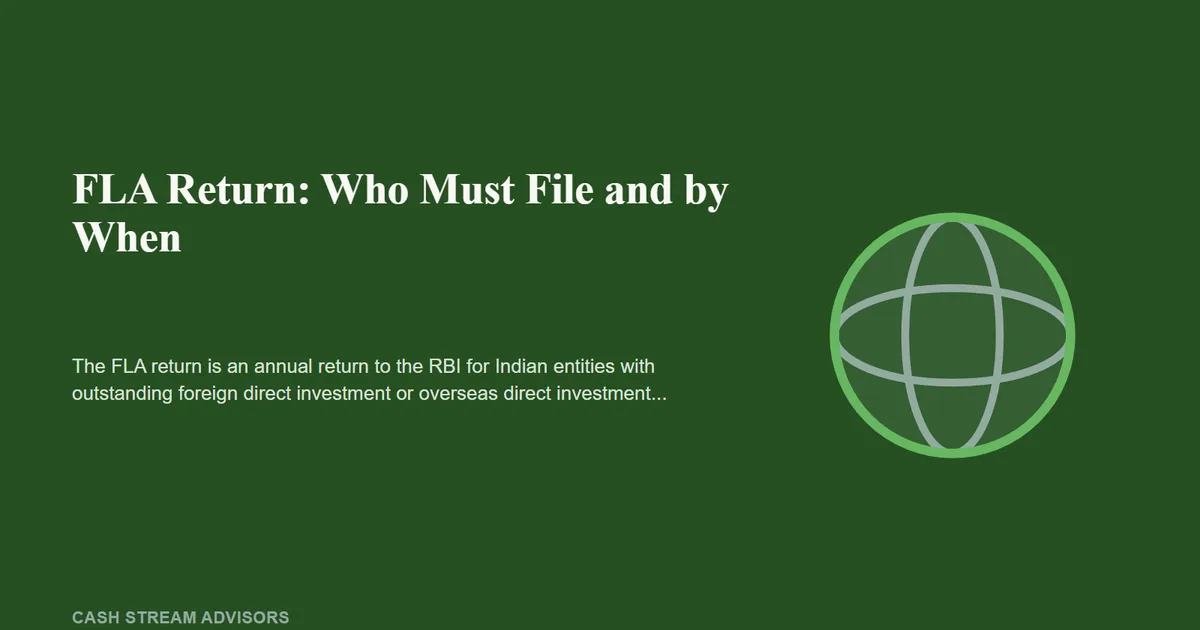 FLA Return: Who Must File and by
When
The FLA return is an annual return to the RBI for Indian entities with
outstanding foreign direct investment or overseas direct investment...
CASH STREAM ADVISORS